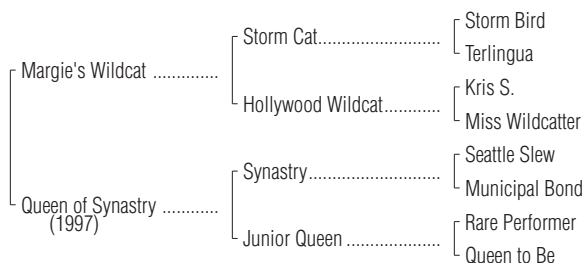 Storm Bird
Storm Cat..............................
Terlingua
Margie's Wildcat .............
Kris S.
Hollywood Wildcat.............
Miss Wildcatter
Seattle Slew
Synastry................................
Municipal Bond
Queen of Synastry ...........
(1997)
Rare Performer
Junior Queen ....................
Queen to Be